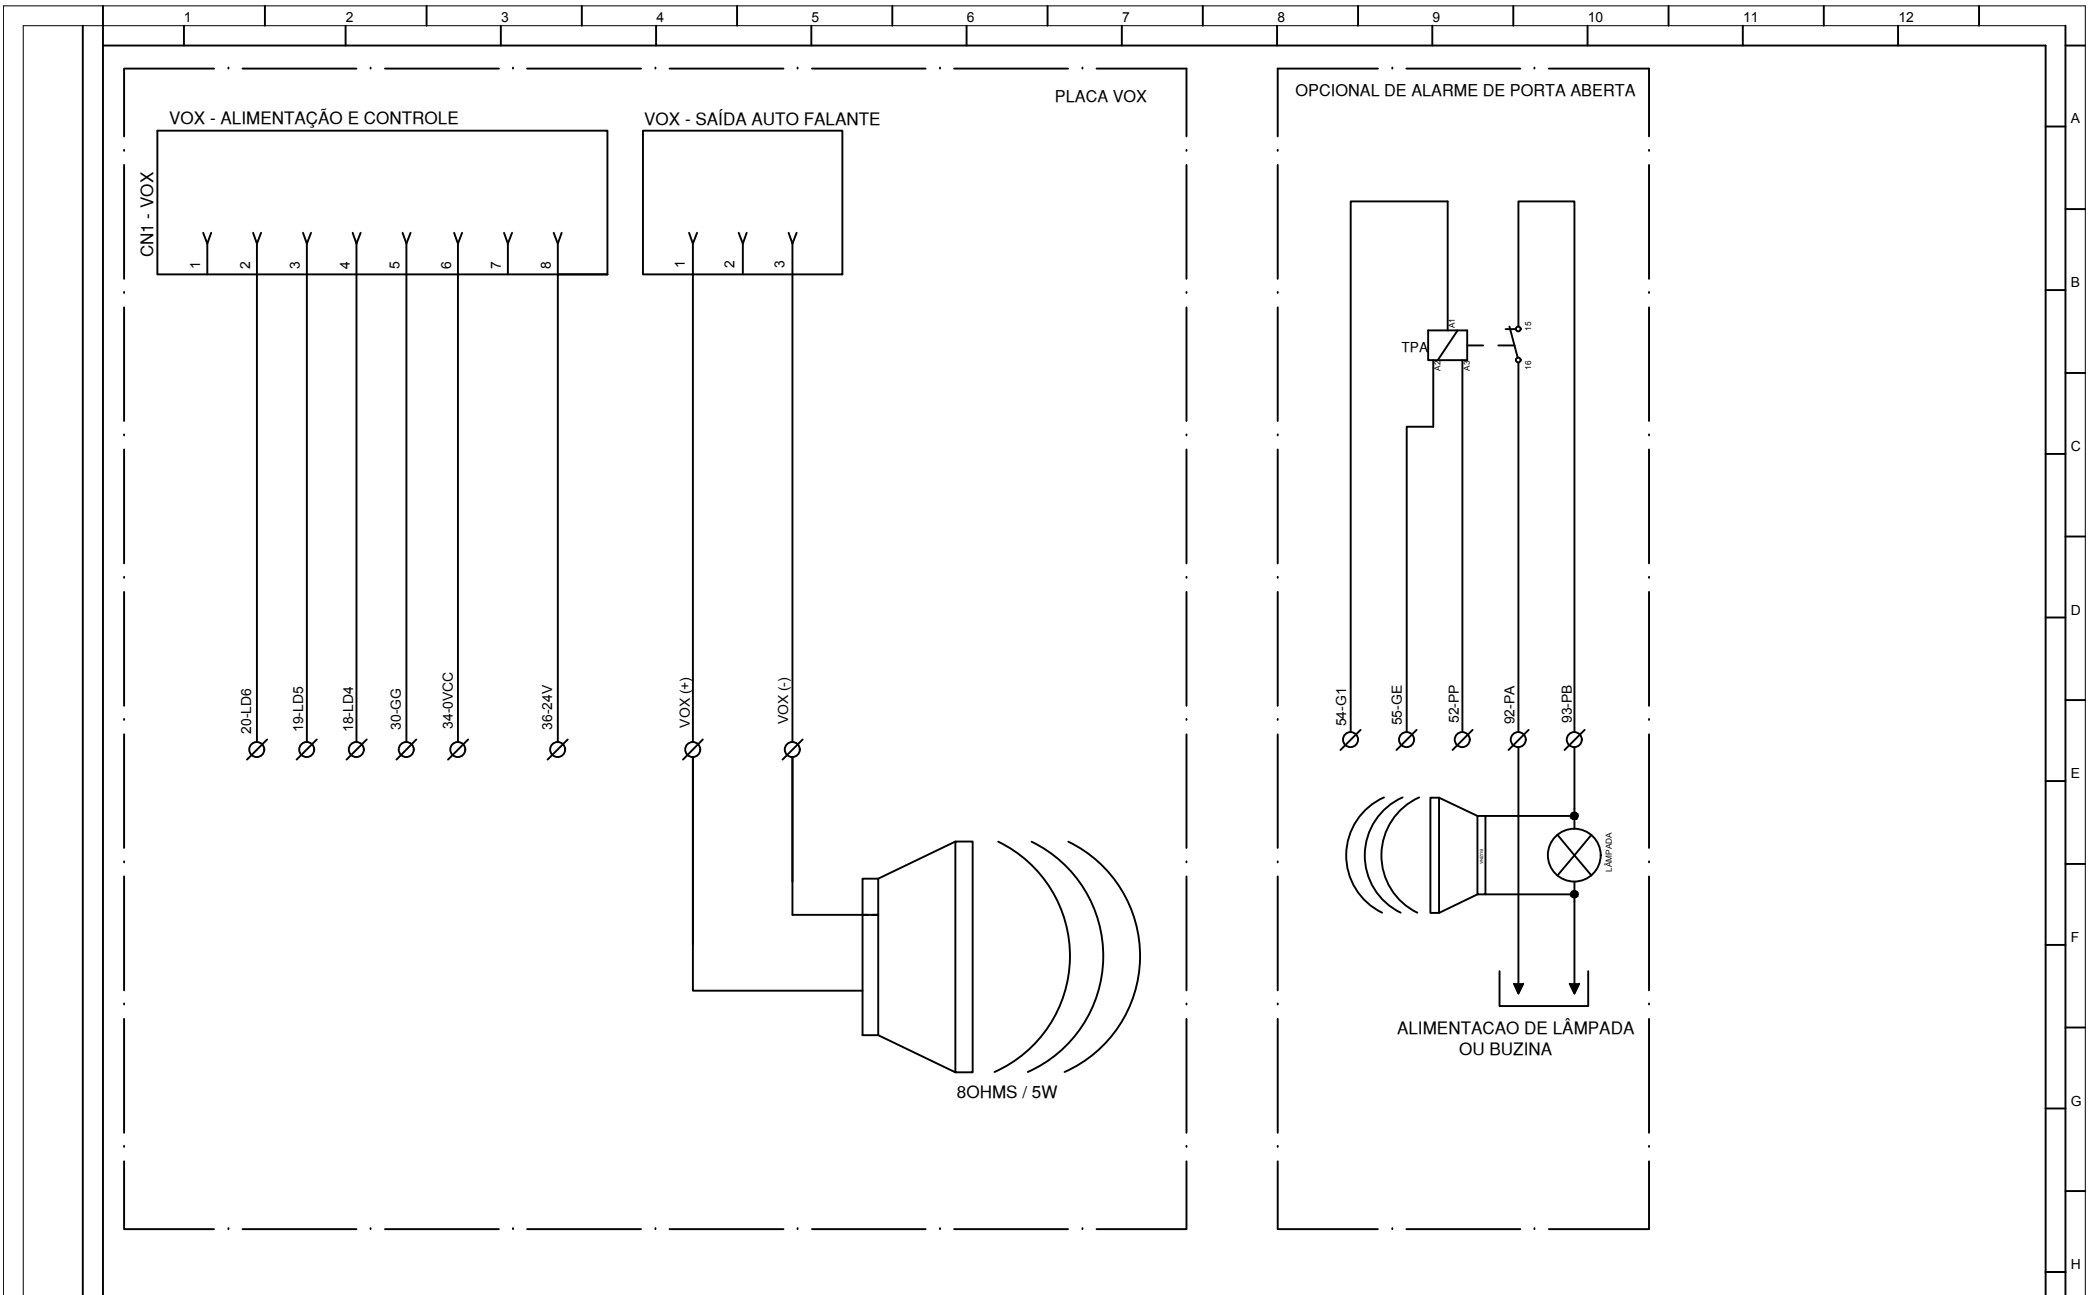 1 2 3 4 5 6 7 8 9 10 11 12
PLACA VOX
OPCIONAL DE ALARME DE PORTA ABERTA
VOX - ALIMENTAÇÃO E CONTROLE
VOX - SAÍDA AUTO FALANTE
A
CN1 - VOX
1 2 3 4 5 6 7 8
1 2 3
B
A1
15
TPA
A2
A3
16
C
D
20-LD6
19-LD5
18-LD4
30-GG
34-0VCC
36-24V
VOX (+)
VOX (-)
54-G1
55-GE
52-PP
92-PA
93-PB
E
LÂMPADA
F
ALIMENTACAO DE LÂMPADA
OU BUZINA
8OHMS / 5W
G
H